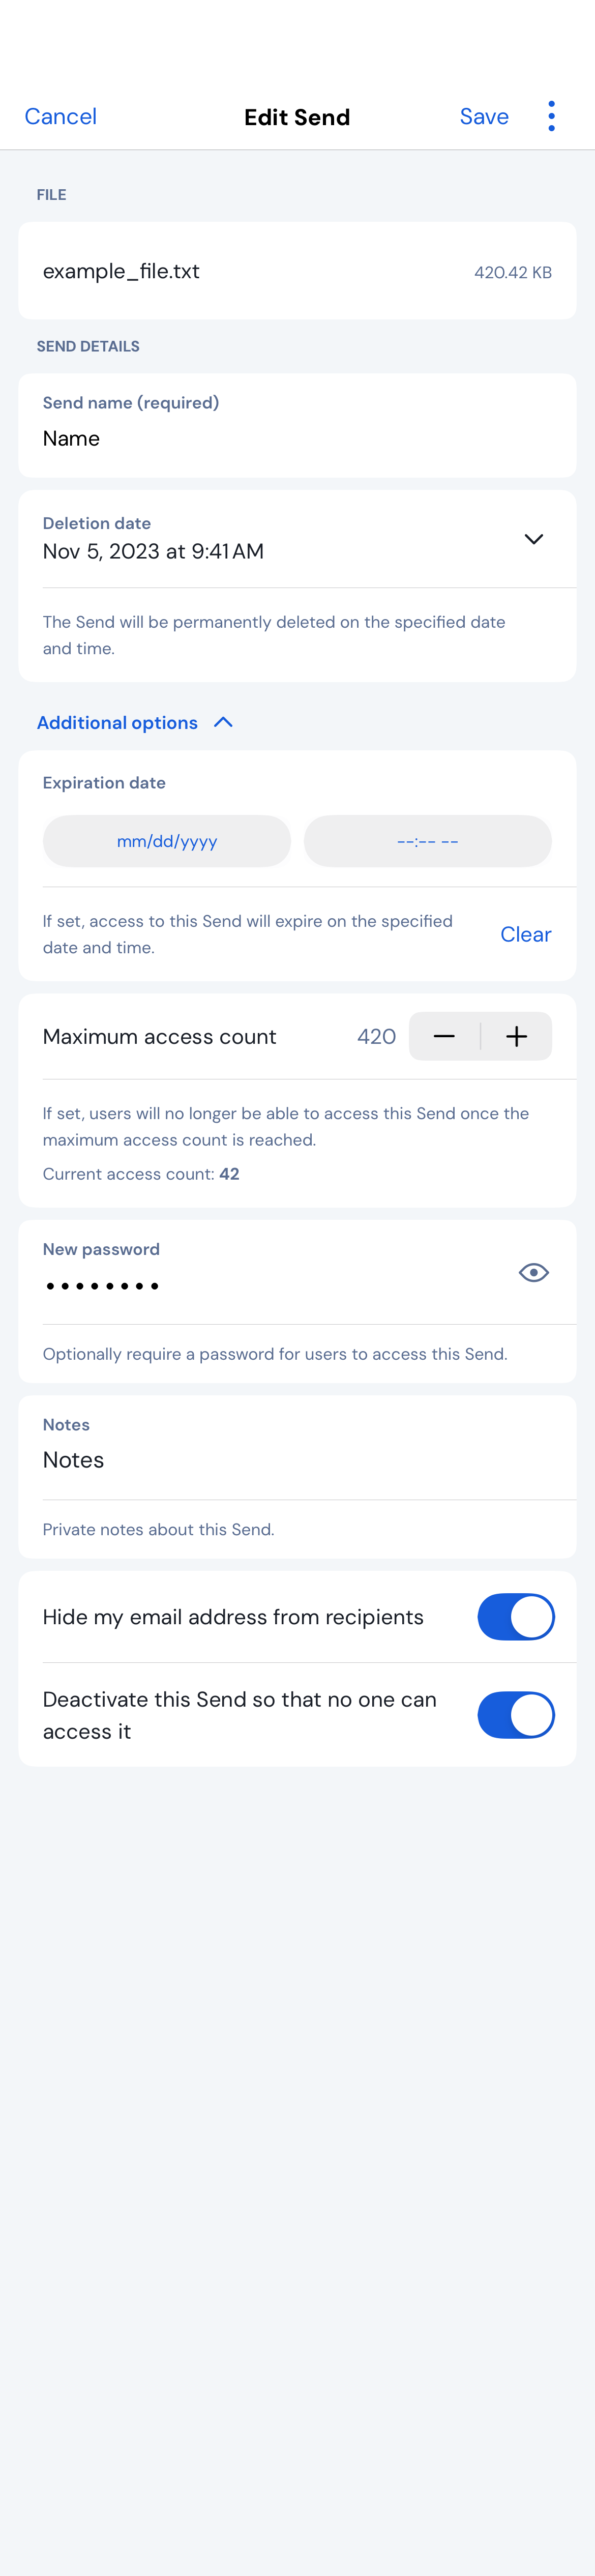 Cancel
Edit Send
Save
FILE
example_file.txt
420.42 KB
SEND DETAILS
Send name (required)
Name
Deletion date
Nov 5, 2023 at 9:41 AM
The Send will be permanently deleted on the specified date
and time.
Additional options
Expiration date
mm/dd/yyyy
--:-- --
If set, access to this Send will expire on the specified
date and time.
Clear
Maximum access count
420
If set, users will no longer be able to access this Send once the
maximum access count is reached.
Current access count: 42
New password
••••••••
Optionally require a password for users to access this Send.
Notes
Notes
Private notes about this Send.
Hide my email address from recipients
Deactivate this Send so that no one can
access it